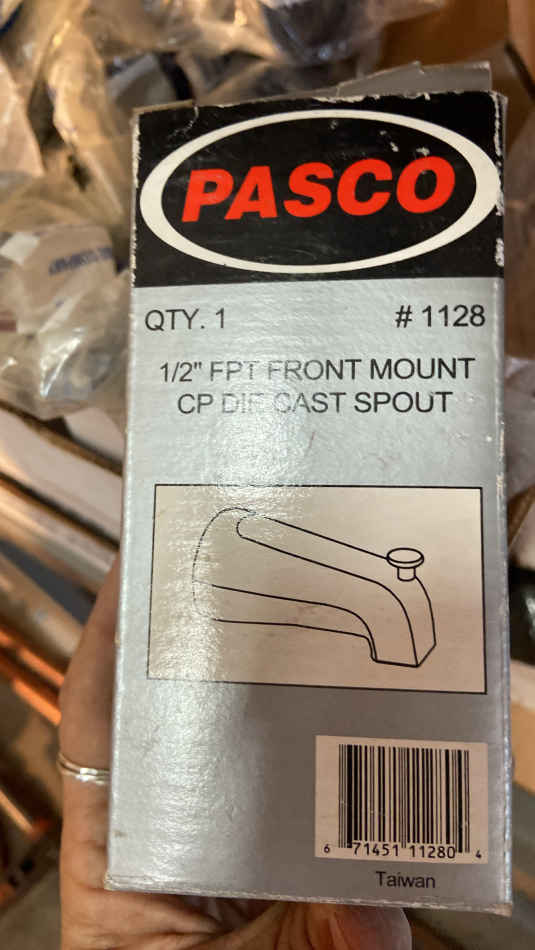 PASCO
QTY. 1 # 1128
1/2" FPT FRONT MOUNT
CP DIE CAST SPOUT
6 71451 11280 4
Taiwan